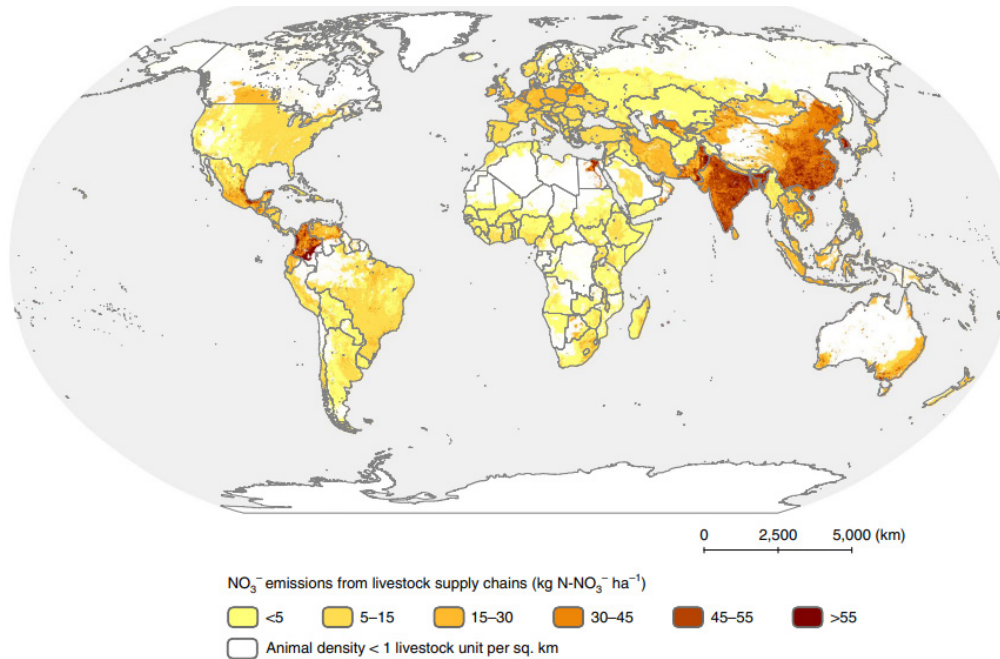 0 2,500 5,000 (km)
NO₃⁻ emissions from livestock supply chains (kg N-NO₃⁻ ha⁻¹)
<5 5–15 15–30 30–45 45–55 >55
Animal density < 1 livestock unit per sq. km